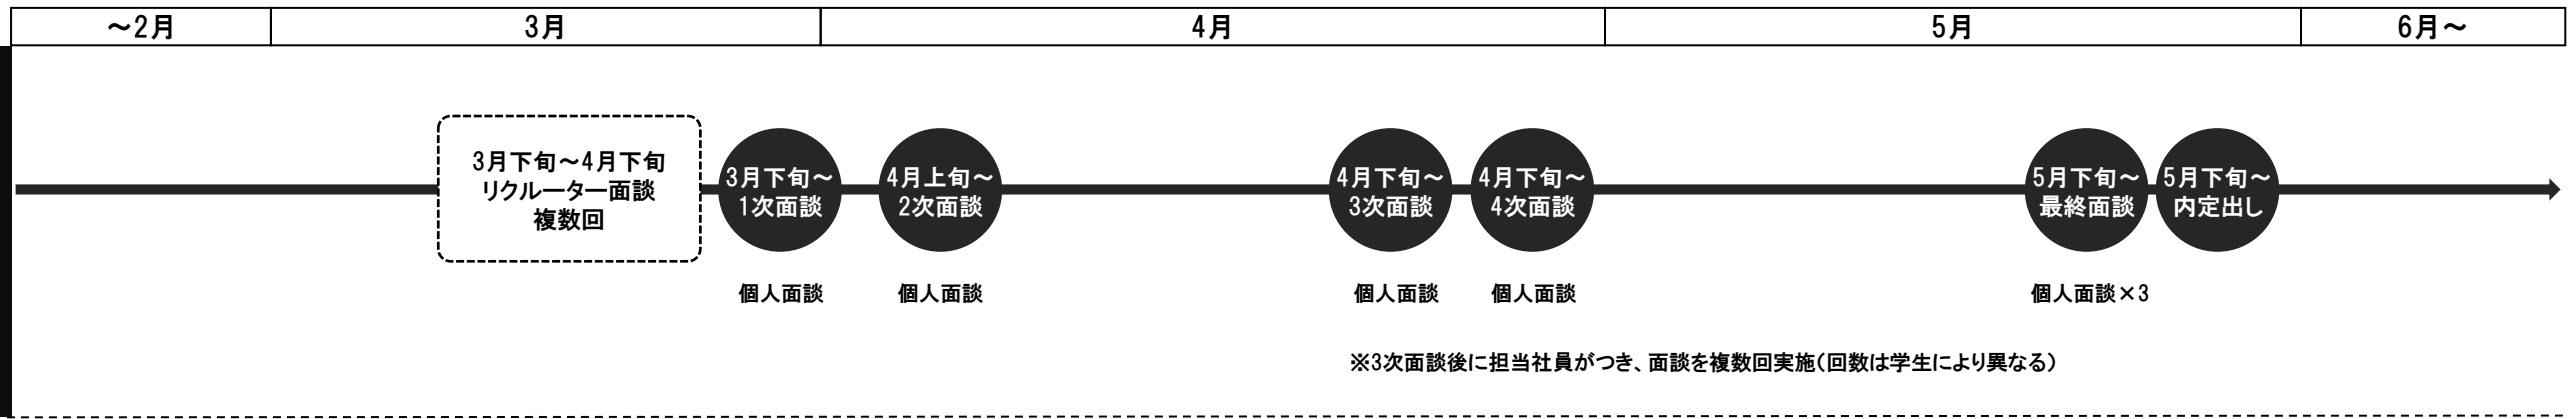 ～2月
3月
4月
5月
6月～
3月下旬～4月下旬
リクルーター面談
複数回
3月下旬～
1次面談
4月上旬～
2次面談
4月下旬～
3次面談
4月下旬～
4次面談
5月下旬～
最終面談
5月下旬～
内定出し
個人面談
個人面談
個人面談
個人面談
個人面談×3
※3次面談後に担当社員がつき、面談を複数回実施（回数は学生により異なる）